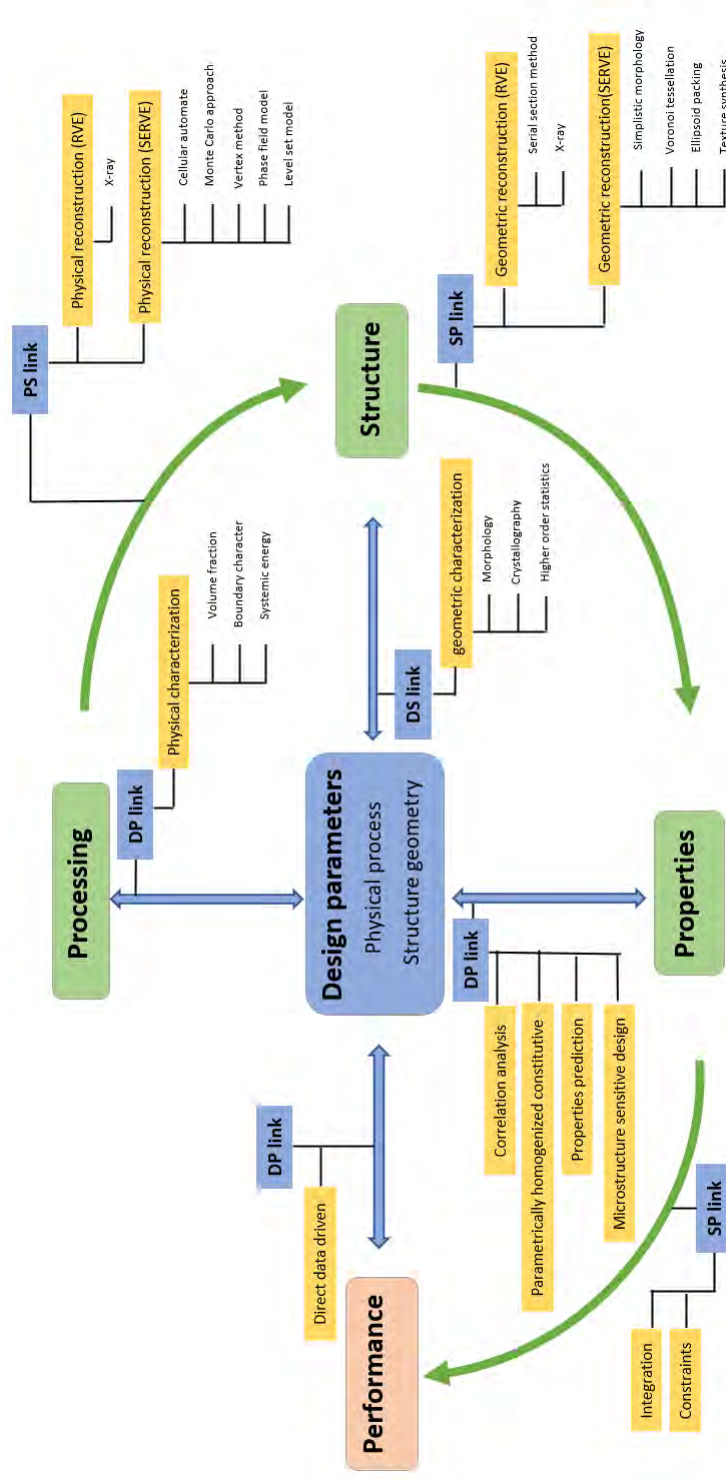 Processing
DP link
Physical characterization
Volume fraction
Boundary character
Systemic energy
PS link
Physical reconstruction (RVE)
X-ray
Physical reconstruction (SERVE)
Cellular automate
Monte Carlo approach
Vertex method
Phase field model
Level set model
Performance
DP link
Direct data driven
Design parameters
Physical process
Structure geometry
DS link
geometric characterization
Morphology
Crystallography
Higher order statistics
Structure
SP link
Geometric reconstruction (RVE)
Serial section method
X-ray
Geometric reconstruction(SERVE)
Simplistic morphology
Voronoi tessellation
Ellipsoid packing
Texture synthesis
DP link
Correlation analysis
Parametrically homogenized constitutive
Properties prediction
Microstructure sensitive design
Properties
SP link
Integration
Constraints